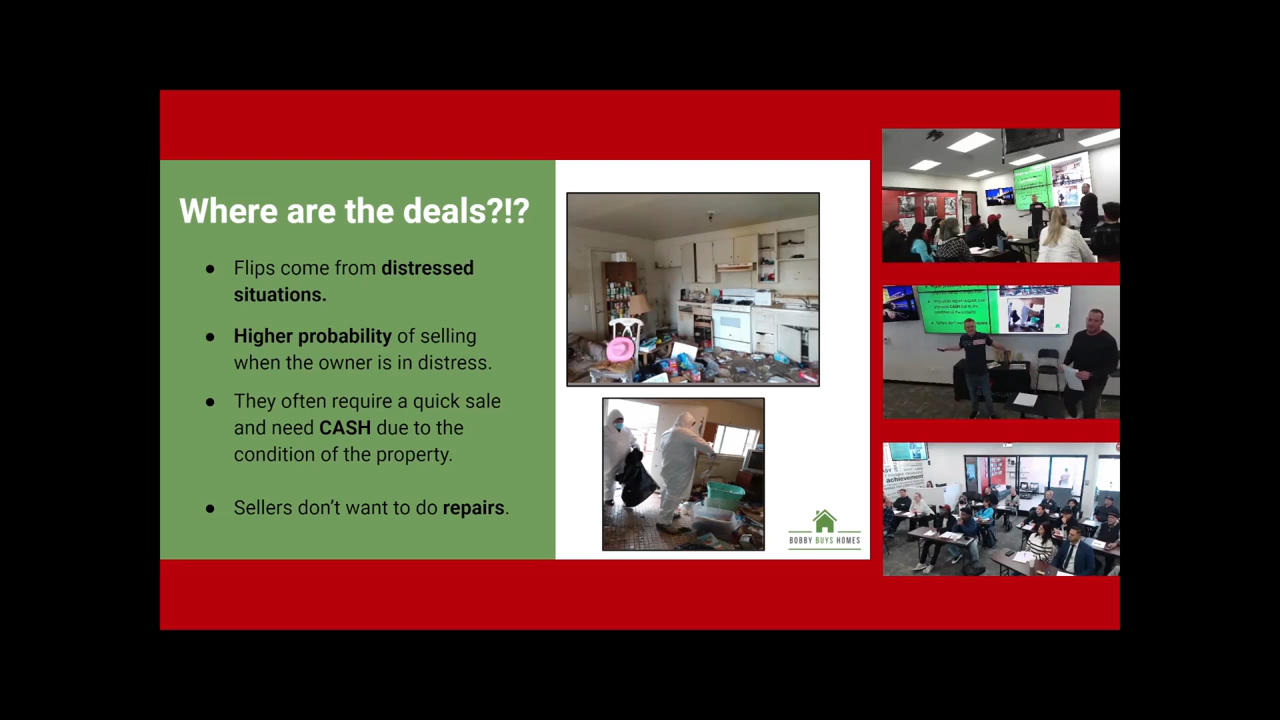 Where are the deals?!?
● Flips come from distressed
situations.
● Higher probability of selling
when the owner is in distress.
● They often require a quick sale
and need CASH due to the
condition of the property.
● Sellers don’t want to do repairs.
BOBBY BUYS HOMES
achievement